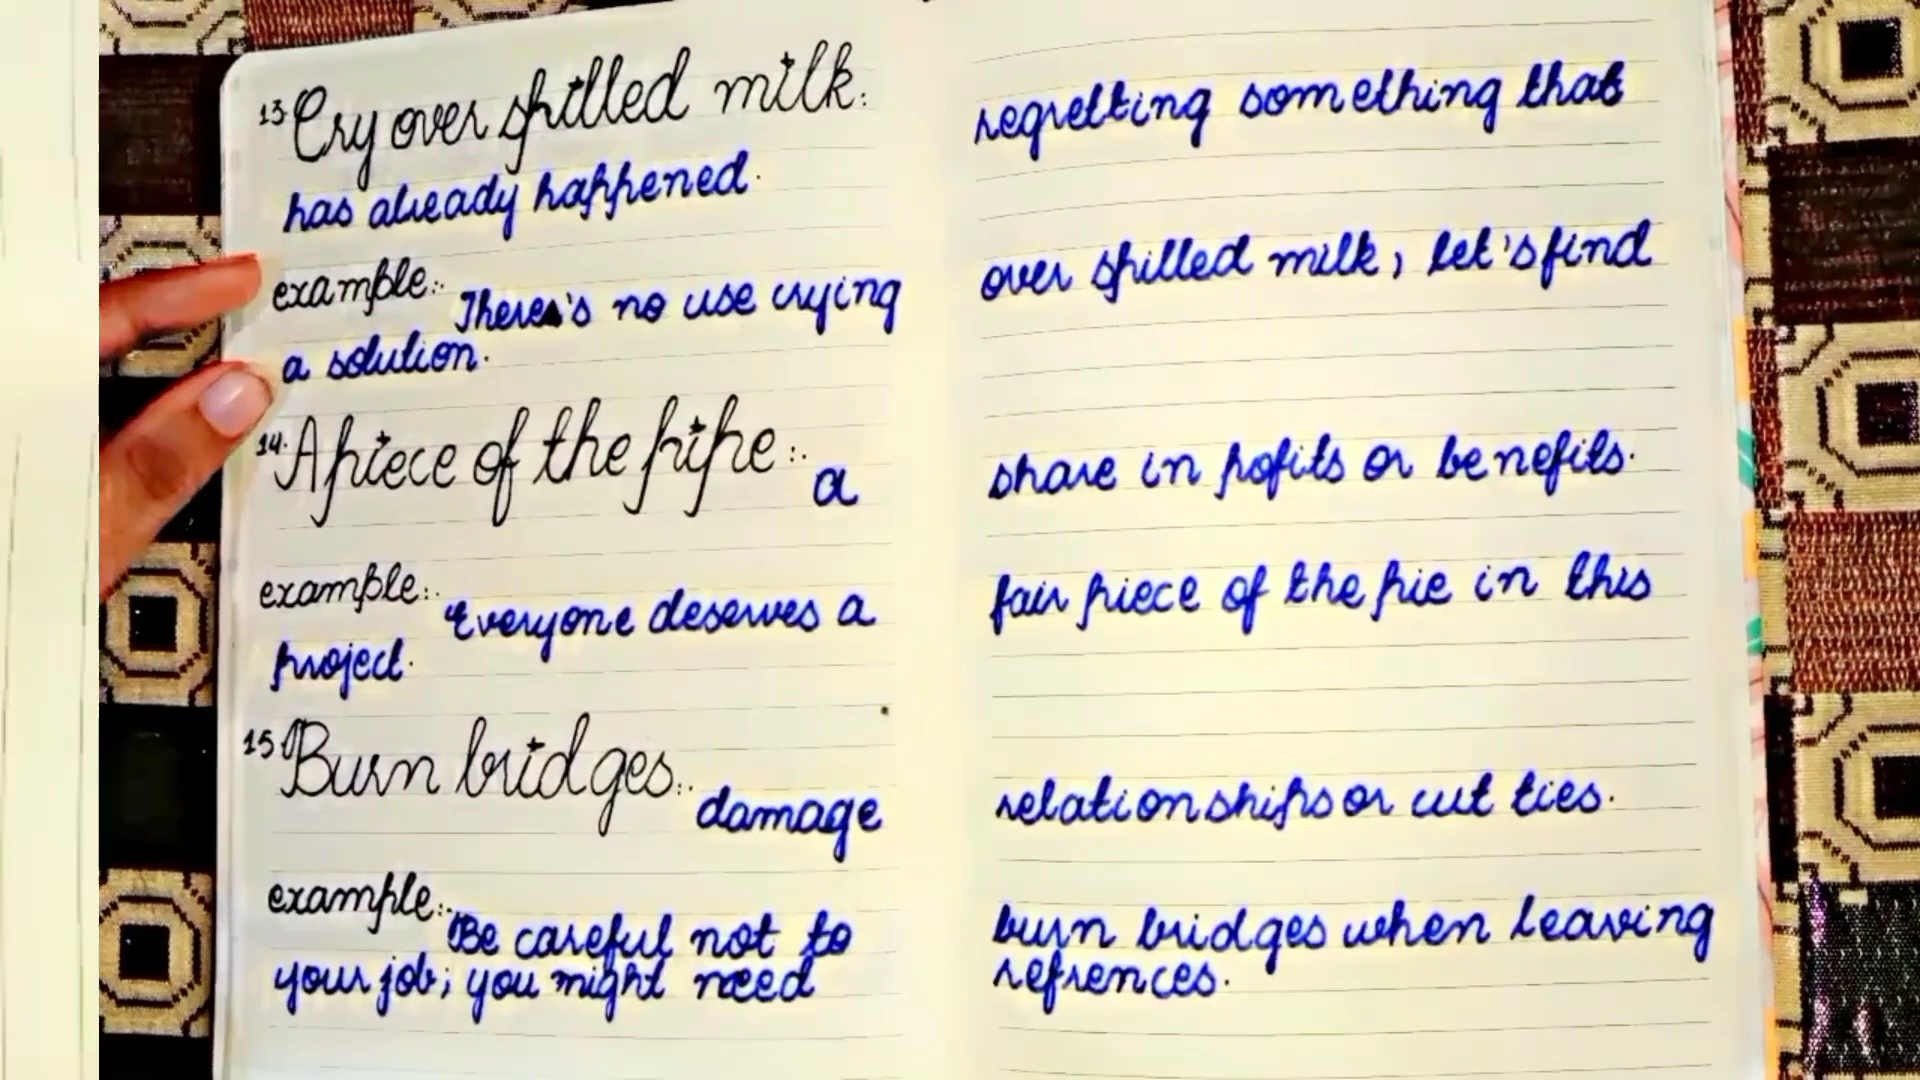 13 Cry over spilled milk: regretting something that
has already happened.
example:. There's no use crying over spilled milk, let's find
a solution.
14. A piece of the pipe:. a share in pofits or benefits.
example:. Everyone deserves a fair piece of the pie in this
project.
15 Burn bridges:. damage relationships or cut ties.
example:. Be careful not to burn bridges when leaving
your job; you might need refrences.